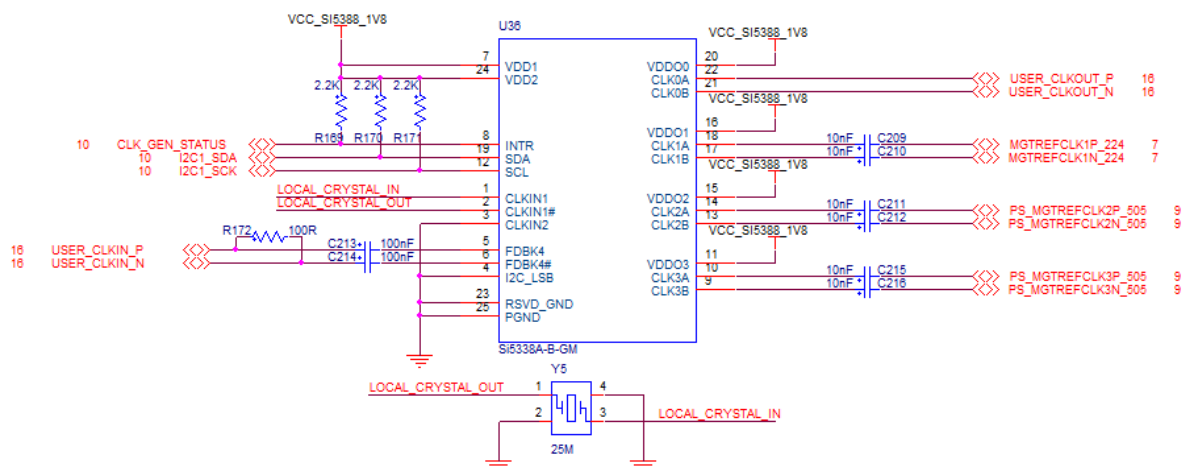 VCC_SI5388_1V8
U36
VCC_SI5388_1V8
7 VDD1
24 VDD2
VDDO0 20
CLK0A 22 USER_CLKOUT_P 16
CLK0B 21 USER_CLKOUT_N 16
2.2K 2.2K 2.2K
R169 R170 R171
VCC_SI5388_1V8
VDDO1 16
10 CLK_GEN_STATUS 8 INTR
10 I2C1_SDA 19 SDA
10 I2C1_SCK 12 SCL
CLK1A 18 10nF C209 MGTREFCLK1P_224 7
CLK1B 17 10nF C210 MGTREFCLK1N_224 7
VCC_SI5388_1V8
LOCAL_CRYSTAL_IN 1 CLKIN1
LOCAL_CRYSTAL_OUT 2 CLKIN1#
3 CLKIN2
VDDO2 15
CLK2A 14 10nF C211 PS_MGTREFCLK2P_505 9
CLK2B 13 10nF C212 PS_MGTREFCLK2N_505 9
VCC_SI5388_1V8
R172 100R
16 USER_CLKIN_P C213 100nF 5 FDBK4
16 USER_CLKIN_N C214 100nF 6 FDBK4#
4 I2C_LSB
VDDO3 11
CLK3A 10 10nF C215 PS_MGTREFCLK3P_505 9
CLK3B 9 10nF C216 PS_MGTREFCLK3N_505 9
23 RSVD_GND
25 PGND
Si5338A-B-GM
Y5
LOCAL_CRYSTAL_OUT 1 4
2 3 LOCAL_CRYSTAL_IN
25M